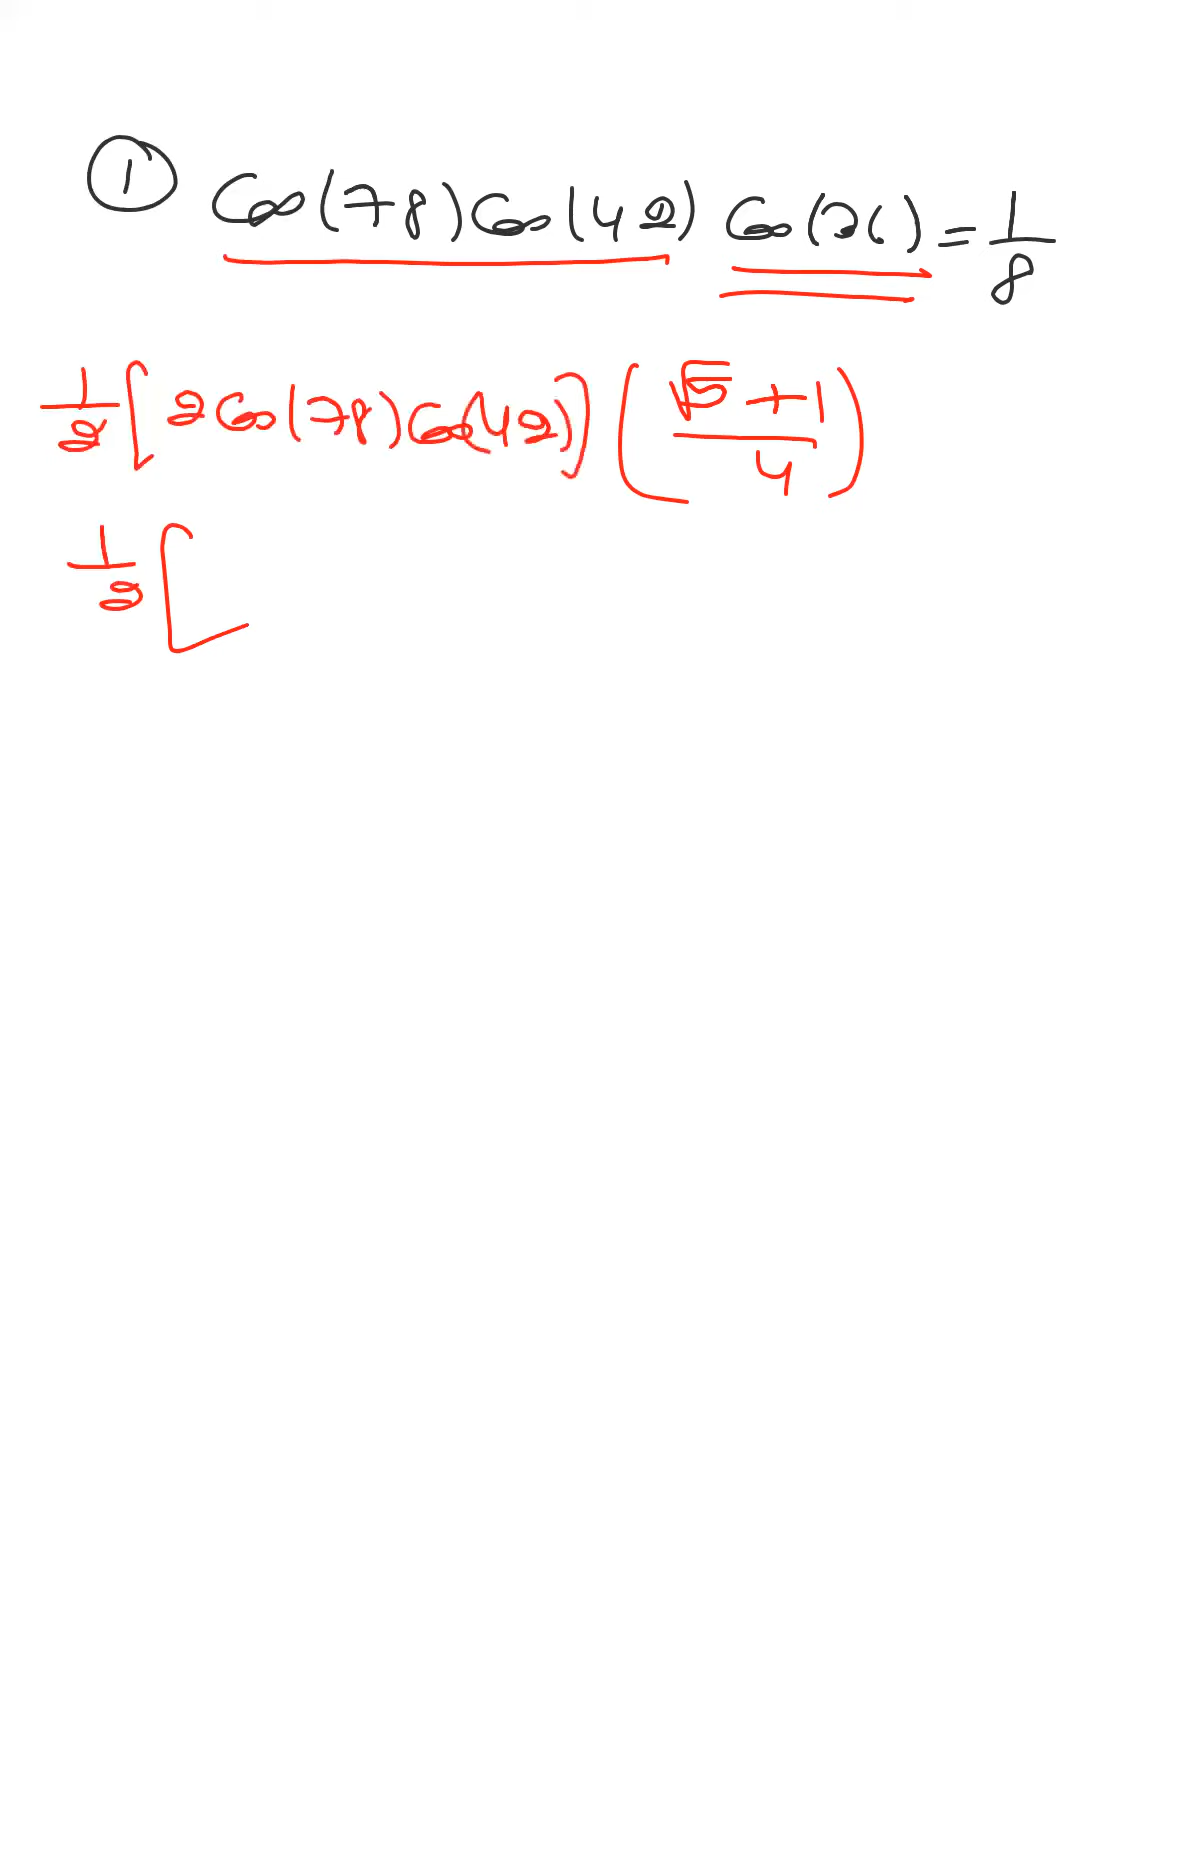 ① Cos(78)Cos(42) Cos(36) = 1/8
1/2 [2Cos(78)Cos(42)] ((√5+1)/4)
1/2 [